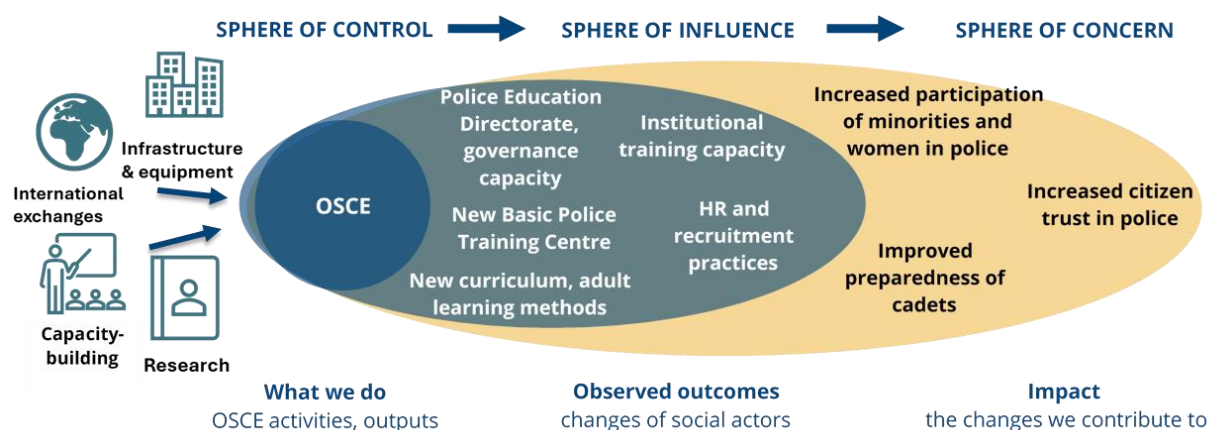 SPHERE OF CONTROL
SPHERE OF INFLUENCE
SPHERE OF CONCERN
International
exchanges
Infrastructure
& equipment
Capacity-
building
Research
OSCE
Police Education
Directorate,
governance
capacity
Institutional
training capacity
New Basic Police
Training Centre
HR and
recruitment
practices
New curriculum, adult
learning methods
Increased participation
of minorities and
women in police
Increased citizen
trust in police
Improved
preparedness of
cadets
What we do
OSCE activities, outputs
Observed outcomes
changes of social actors
Impact
the changes we contribute to